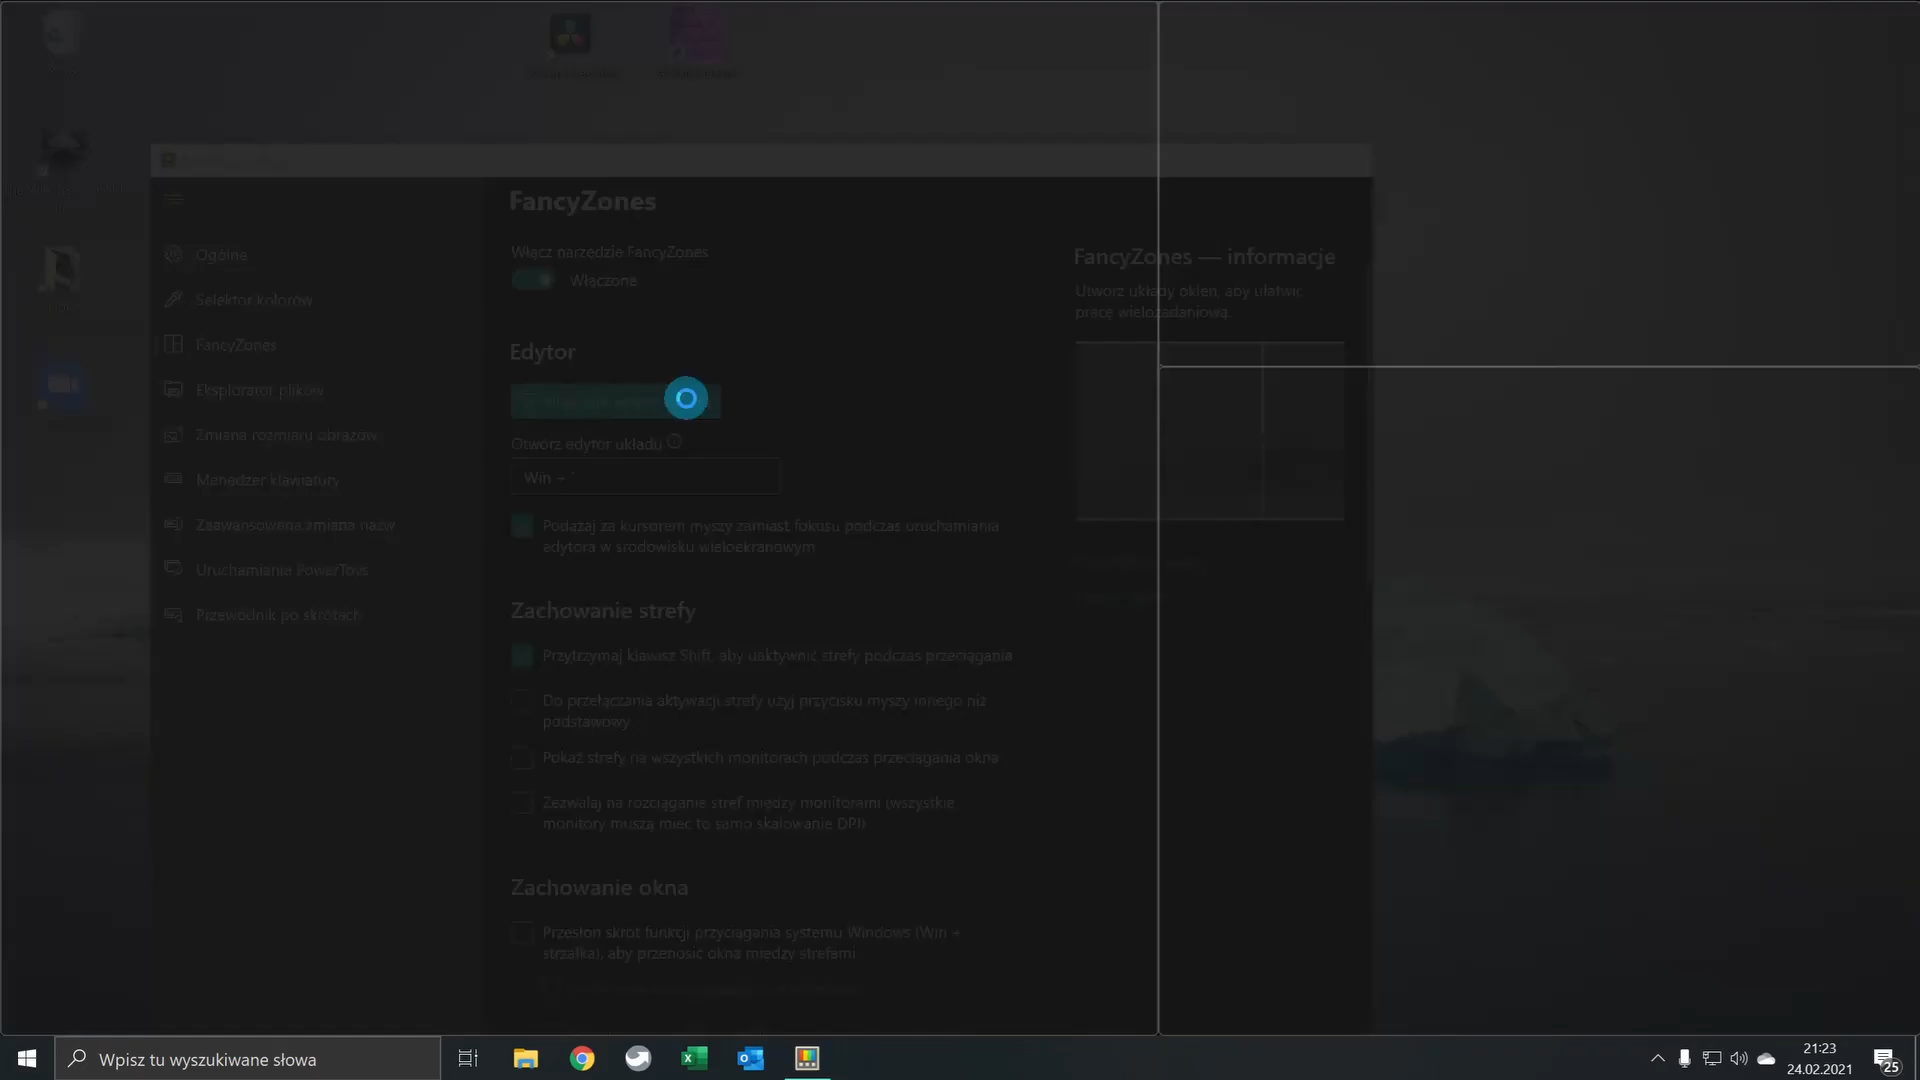 FancyZones
Włącz narzędzie FancyZones
Włączone
Ogólne
Selektor kolorów
FancyZones
Eksplorator plików
Zmiana rozmiaru obrazów
Menedżer klawiatury
Zaawansowana zmiana nazw
Uruchamianie PowerToys
Przewodnik po skrótach
Edytor
Otwórz edytor układu
Win + `
Podążaj za kursorem myszy zamiast fokusu podczas uruchamiania
edytora w środowisku wieloekranowym
Zachowanie strefy
Przytrzymaj klawisz Shift, aby uaktywnić strefy podczas przeciągania
Do przełączania aktywacji strefy użyj przycisku myszy innego niż
podstawowy
Pokaż strefy na wszystkich monitorach podczas przeciągania okna
Zezwalaj na rozciąganie stref między monitorami (wszystkie
monitory muszą mieć to samo skalowanie DPI)
Zachowanie okna
Przesłoń skrót funkcji przyciągania systemu Windows (Win +
strzałka), aby przenosić okna między strefami
FancyZones — informacje
Utwórz układy okien, aby ułatwić
pracę wielozadaniową.
Wpisz tu wyszukiwane słowa
21:23
24.02.2021
25